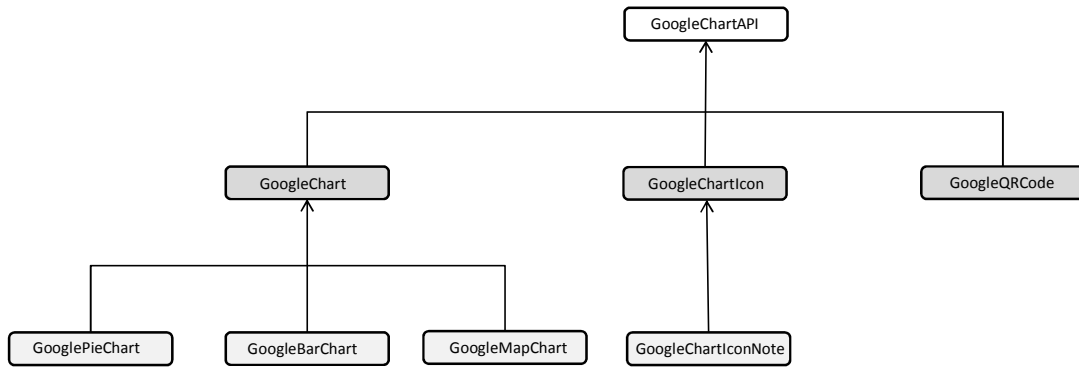 GoogleChartAPI
GoogleChart
GoogleChartIcon
GoogleQRCode
GooglePieChart
GoogleBarChart
GoogleMapChart
GoogleChartIconNote